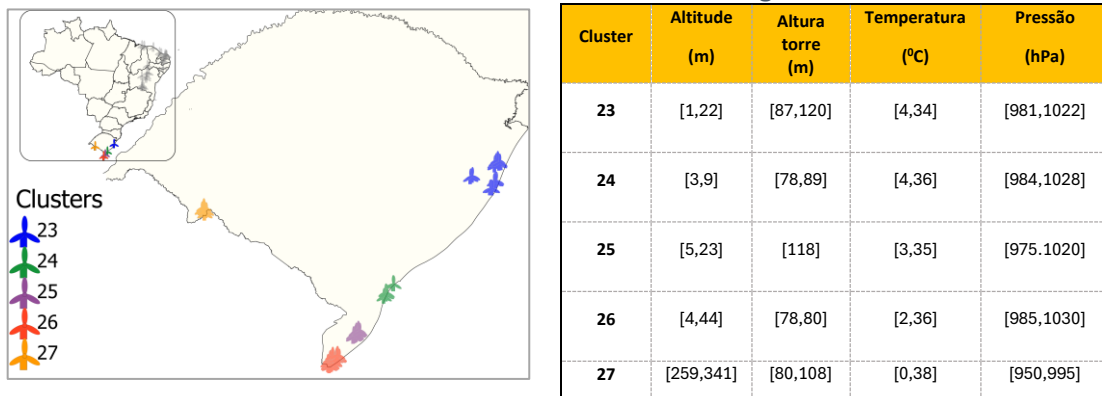 Clusters
23
24
25
26
27
Cluster Altitude (m) Altura torre (m) Temperatura (⁰C) Pressão (hPa)
23 [1,22] [87,120] [4,34] [981,1022]
24 [3,9] [78,89] [4,36] [984,1028]
25 [5,23] [118] [3,35] [975.1020]
26 [4,44] [78,80] [2,36] [985,1030]
27 [259,341] [80,108] [0,38] [950,995]